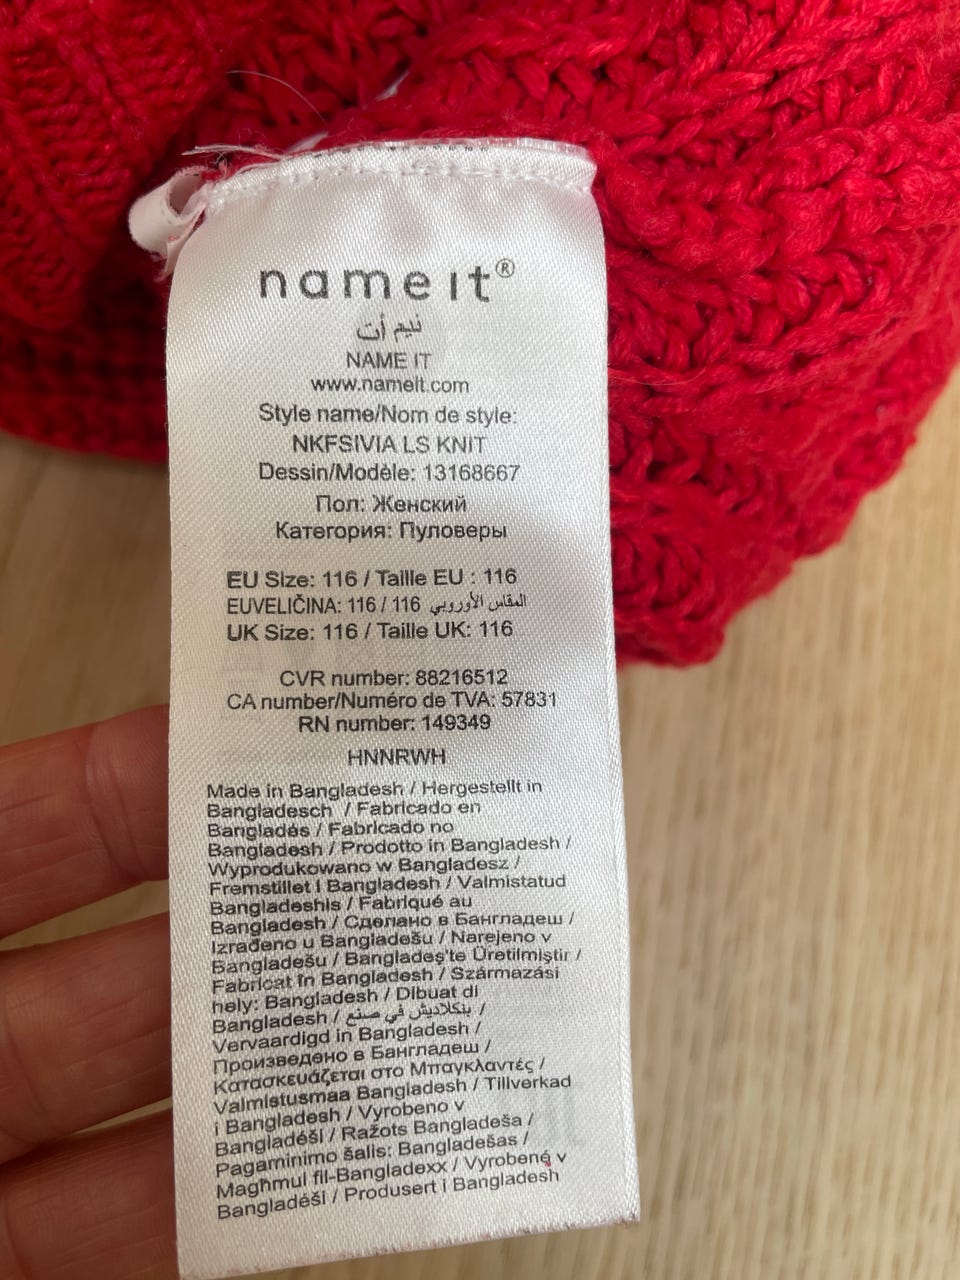 name it®
نيم أت
NAME IT
www.nameit.com
Style name/Nom de style:
NKFSIVIA LS KNIT
Dessin/Modèle: 13168667
Пол: Женский
Категория: Пуловеры
EU Size: 116 / Taille EU : 116
EUVELIČINA: 116 / 116 المقاس الأوروبي
UK Size: 116 / Taille UK: 116
CVR number: 88216512
CA number/Numéro de TVA: 57831
RN number: 149349
HNNRWH
Made in Bangladesh / Hergestellt in
Bangladesch / Fabricado en
Bangladés / Fabricado no
Bangladesh / Prodotto in Bangladesh /
Wyprodukowano w Bangladesz /
Fremstillet i Bangladesh / Valmistatud
Bangladeshis / Fabriqué au
Bangladesh / Сделано в Бангладеш /
Izrađeno u Bangladešu / Narejeno v
Bangladešu / Bangladeş'te Üretilmiştir /
Fabricat în Bangladesh / Származási
hely: Bangladesh / Dibuat di
Bangladesh / بنكلاديش في صنع /
Vervaardigd in Bangladesh /
Произведено в Бангладеш /
Κατασκευάζεται στο Μπαγκλαντές /
Valmistusmaa Bangladesh / Tillverkad
i Bangladesh / Vyrobeno v
Bangladéši / Ražots Bangladeša /
Pagaminimo šalis: Bangladešas /
Magħmul fil-Bangladexx / Vyrobené v
Bangladéši / Produsert i Bangladesh